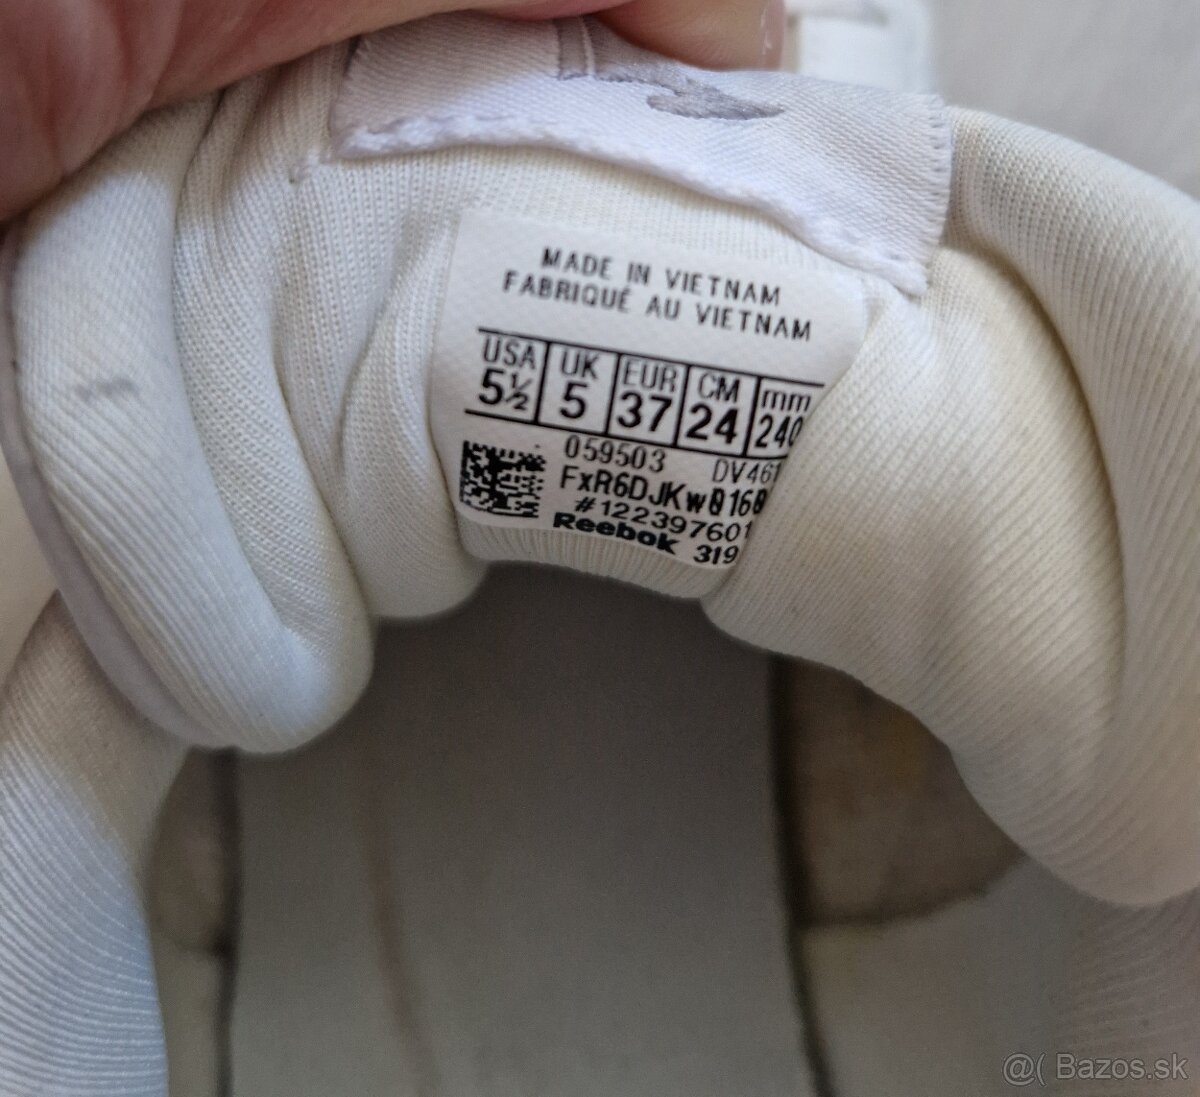 MADE IN VIETNAM
FABRIQUÉ AU VIETNAM
USA UK EUR CM mm
5½ 5 37 24 240
059503 DV461
FxR6DJKw0160
#122397601
Reebok 319
@( Bazos.sk